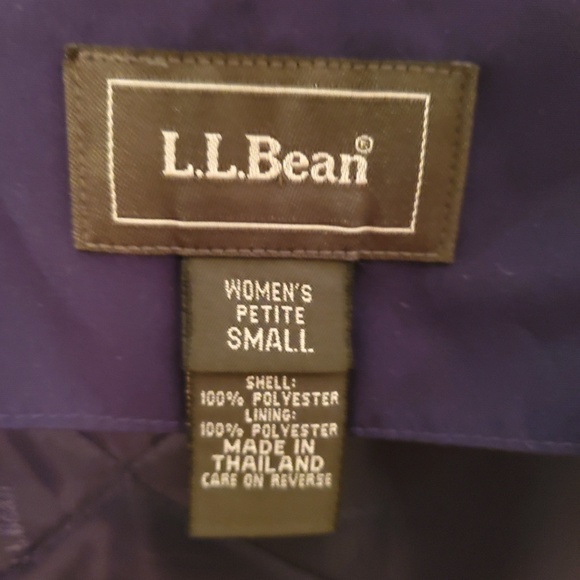 L.L.Bean®
WOMEN'S
PETITE
SMALL
SHELL:
100% POLYESTER
LINING:
100% POLYESTER
MADE IN
THAILAND
CARE ON REVERSE